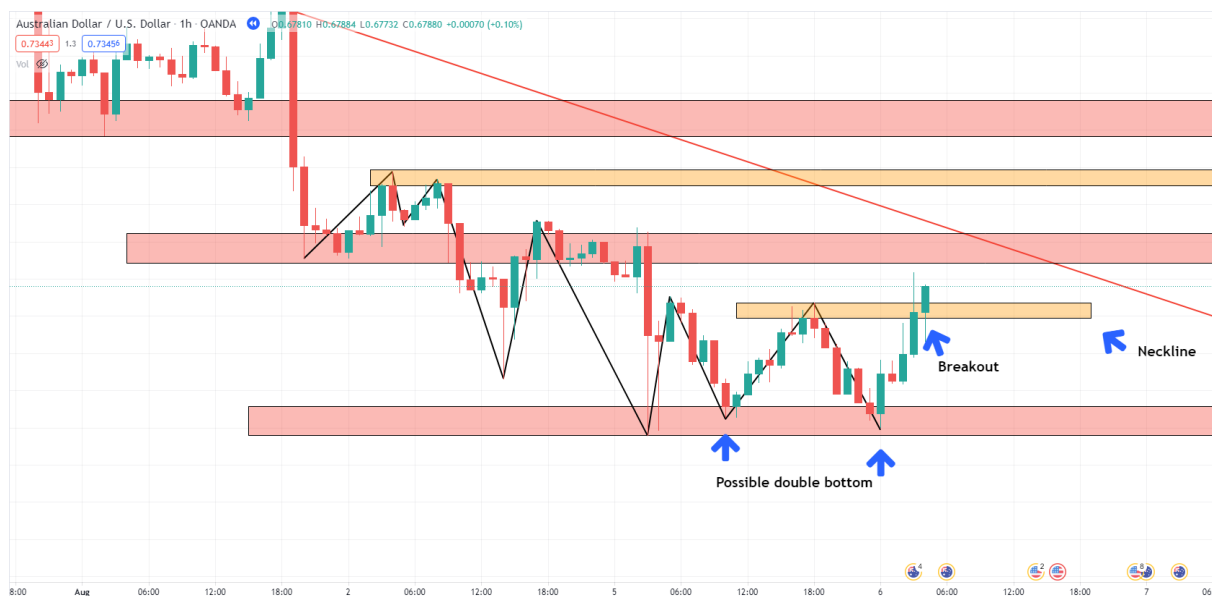 Australian Dollar / U.S. Dollar · 1h · OANDA O0.67810 H0.67884 L0.67732 C0.67880 +0.00070 (+0.10%)
0.73443 1.3 0.73456
Vol
Neckline
Breakout
Possible double bottom
4 2 8
8:00 Aug 06:00 12:00 18:00 2 06:00 12:00 18:00 5 06:00 12:00 18:00 6 06:00 12:00 18:00 7 06